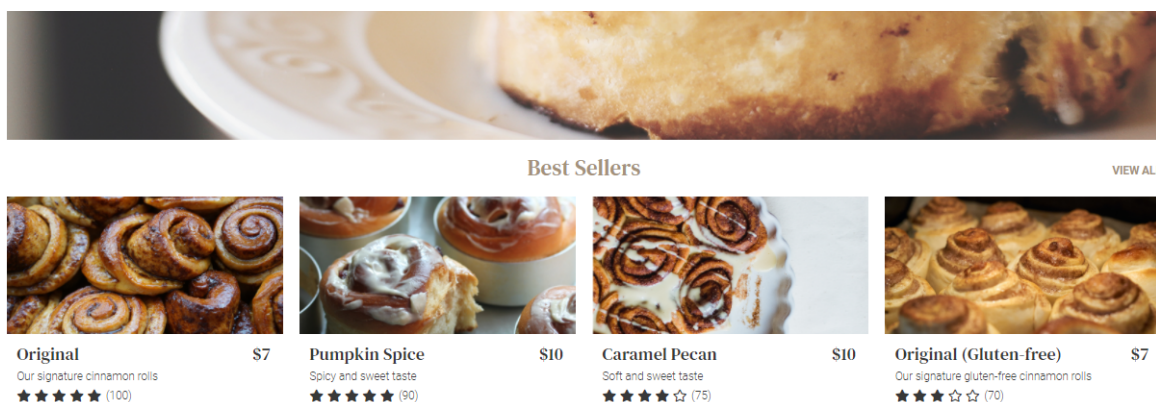 Best Sellers
VIEW AL
Original $7
Our signature cinnamon rolls
(100)
Pumpkin Spice $10
Spicy and sweet taste
(90)
Caramel Pecan $10
Soft and sweet taste
(75)
Original (Gluten-free) $7
Our signature gluten-free cinnamon rolls
(70)